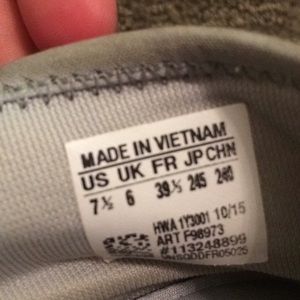 MADE IN VIETNAM
US UK FR JP CHN
7½ 6 39⅓ 245 240
HWA 1Y3001 10/15
ART F98973
#113248899